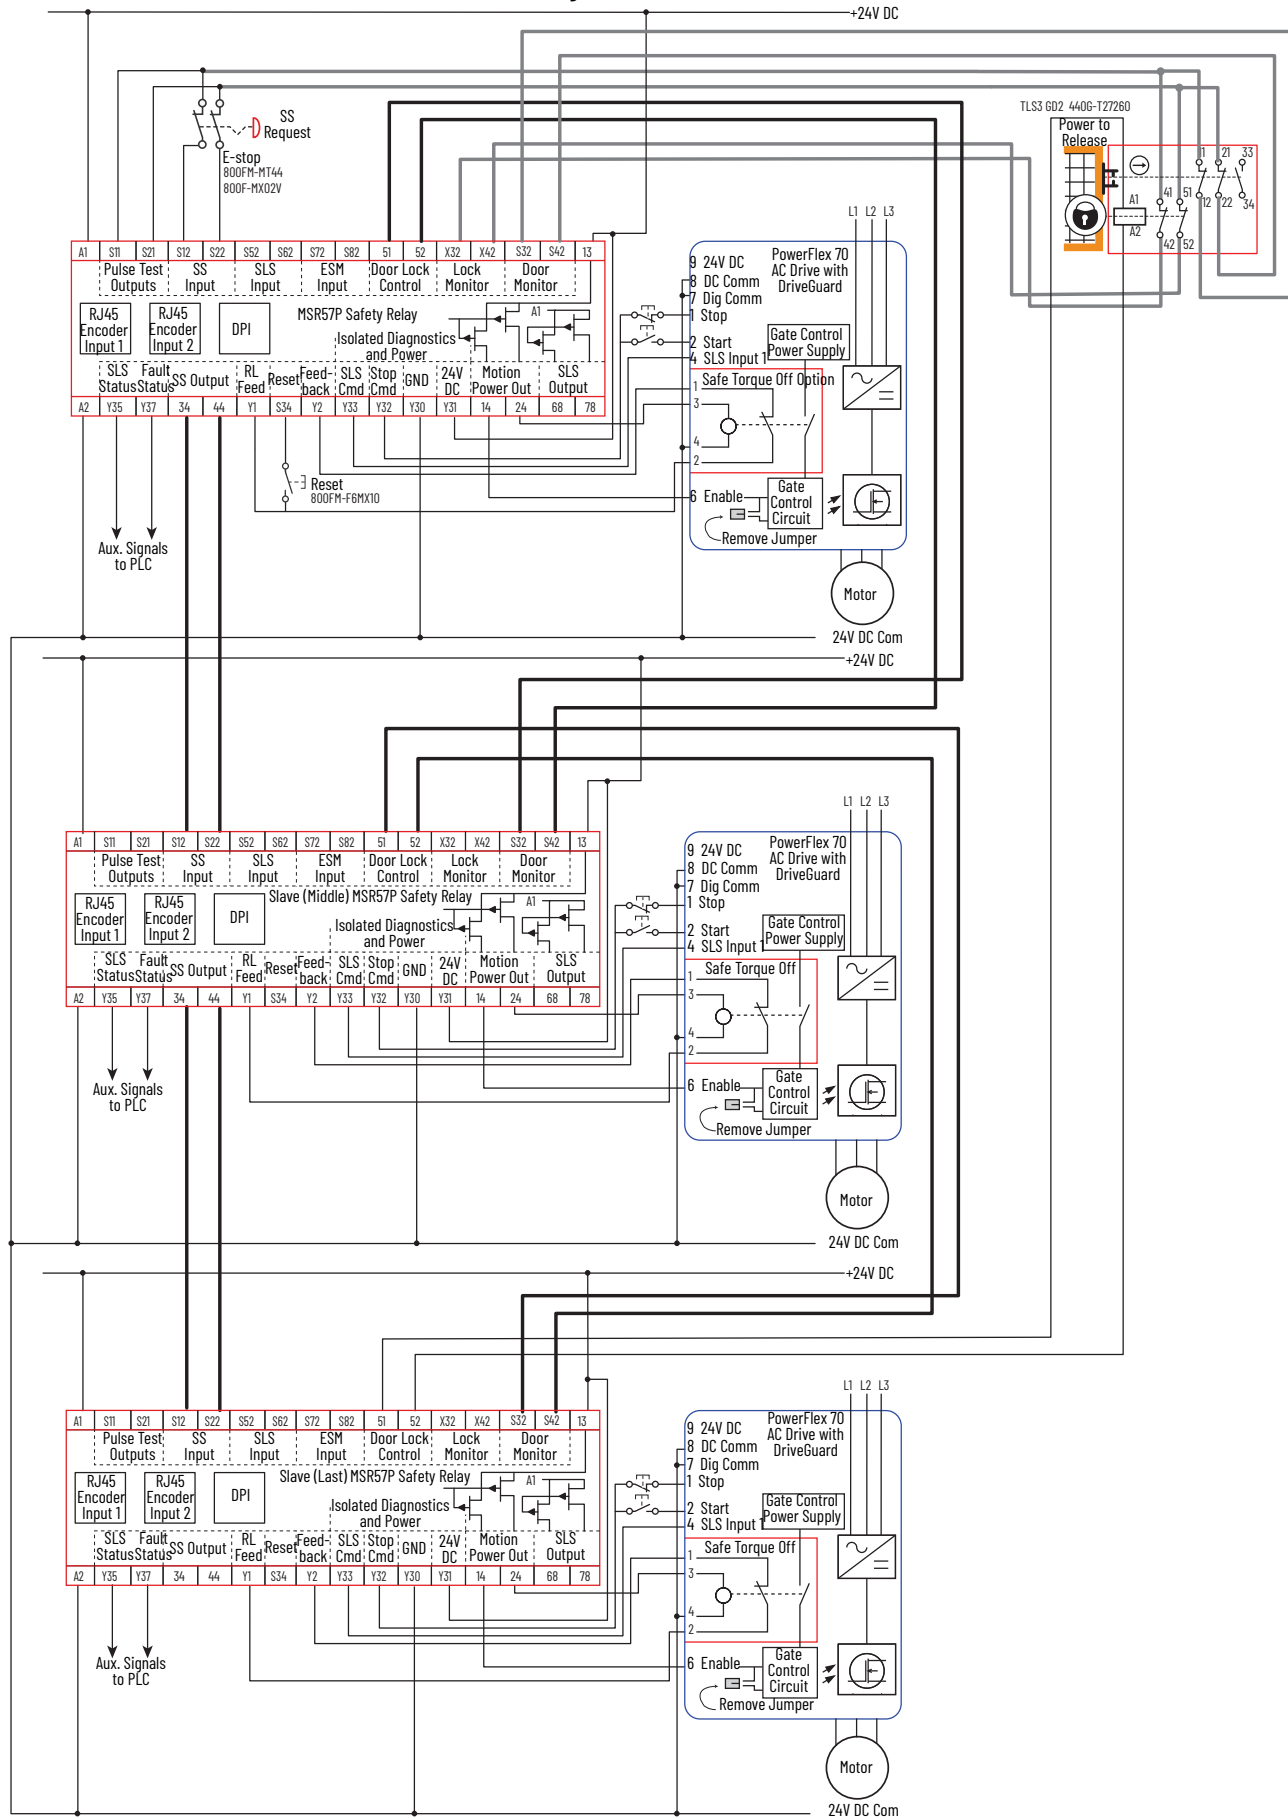 +24V DC
TLS3 GD2 440G-T27260
Power to
Release
SS
Request
E-stop
800FM-MT44
800F-MX02V
11 21 33
41 51
A1
12 22 34
A2
42 52
L1 L2 L3
A1 S11 S21 S12 S22 S52 S62 S72 S82 51 52 X32 X42 S32 S42 13
Pulse Test
Outputs
SS
Input
SLS
Input
ESM
Input
Door Lock
Control
Lock
Monitor
Door
Monitor
RJ45
Encoder
Input 1
RJ45
Encoder
Input 2
DPI
MSR57P Safety Relay
A1
Isolated Diagnostics
and Power
SLS
Status
Fault
Status
SS Output
RL
Feed
Reset
Feed-
back
SLS
Cmd
Stop
Cmd
GND
24V
DC
Motion
Power Out
SLS
Output
A2 Y35 Y37 34 44 Y1 S34 Y2 Y33 Y32 Y30 Y31 14 24 68 78
PowerFlex 70
AC Drive with
DriveGuard
9 24V DC
8 DC Comm
7 Dig Comm
1 Stop
2 Start
4 SLS Input 1
Gate Control
Power Supply
Safe Torque Off Option
1
3
4
2
6 Enable
Gate
Control
Circuit
Remove Jumper
Reset
800FM-F6MX10
Aux. Signals
to PLC
Motor
24V DC Com
+24V DC
L1 L2 L3
A1 S11 S21 S12 S22 S52 S62 S72 S82 51 52 X32 X42 S32 S42 13
Pulse Test
Outputs
SS
Input
SLS
Input
ESM
Input
Door Lock
Control
Lock
Monitor
Door
Monitor
RJ45
Encoder
Input 1
RJ45
Encoder
Input 2
DPI
Slave (Middle) MSR57P Safety Relay
A1
Isolated Diagnostics
and Power
SLS
Status
Fault
Status
SS Output
RL
Feed
Reset
Feed-
back
SLS
Cmd
Stop
Cmd
GND
24V
DC
Motion
Power Out
SLS
Output
A2 Y35 Y37 34 44 Y1 S34 Y2 Y33 Y32 Y30 Y31 14 24 68 78
PowerFlex 70
AC Drive with
DriveGuard
9 24V DC
8 DC Comm
7 Dig Comm
1 Stop
2 Start
4 SLS Input 1
Gate Control
Power Supply
Safe Torque Off
1
3
4
2
6 Enable
Gate
Control
Circuit
Remove Jumper
Aux. Signals
to PLC
Motor
24V DC Com
+24V DC
L1 L2 L3
A1 S11 S21 S12 S22 S52 S62 S72 S82 51 52 X32 X42 S32 S42 13
Pulse Test
Outputs
SS
Input
SLS
Input
ESM
Input
Door Lock
Control
Lock
Monitor
Door
Monitor
RJ45
Encoder
Input 1
RJ45
Encoder
Input 2
DPI
Slave (Last) MSR57P Safety Relay
A1
Isolated Diagnostics
and Power
SLS
Status
Fault
Status
SS Output
RL
Feed
Reset
Feed-
back
SLS
Cmd
Stop
Cmd
GND
24V
DC
Motion
Power Out
SLS
Output
A2 Y35 Y37 34 44 Y1 S34 Y2 Y33 Y32 Y30 Y31 14 24 68 78
PowerFlex 70
AC Drive with
DriveGuard
9 24V DC
8 DC Comm
7 Dig Comm
1 Stop
2 Start
4 SLS Input 1
Gate Control
Power Supply
Safe Torque Off
1
3
4
2
6 Enable
Gate
Control
Circuit
Remove Jumper
Aux. Signals
to PLC
Motor
24V DC Com